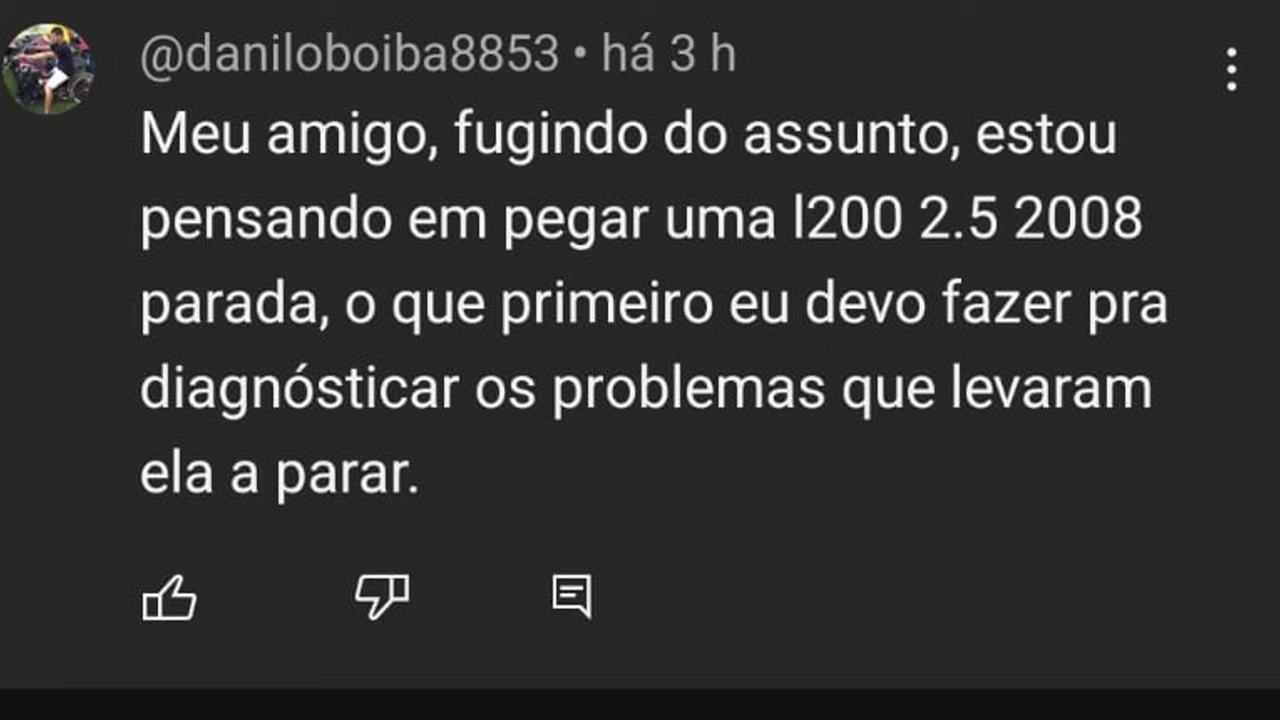 @daniloboiba8853 • há 3 h
Meu amigo, fugindo do assunto, estou
pensando em pegar uma l200 2.5 2008
parada, o que primeiro eu devo fazer pra
diagnósticar os problemas que levaram
ela a parar.